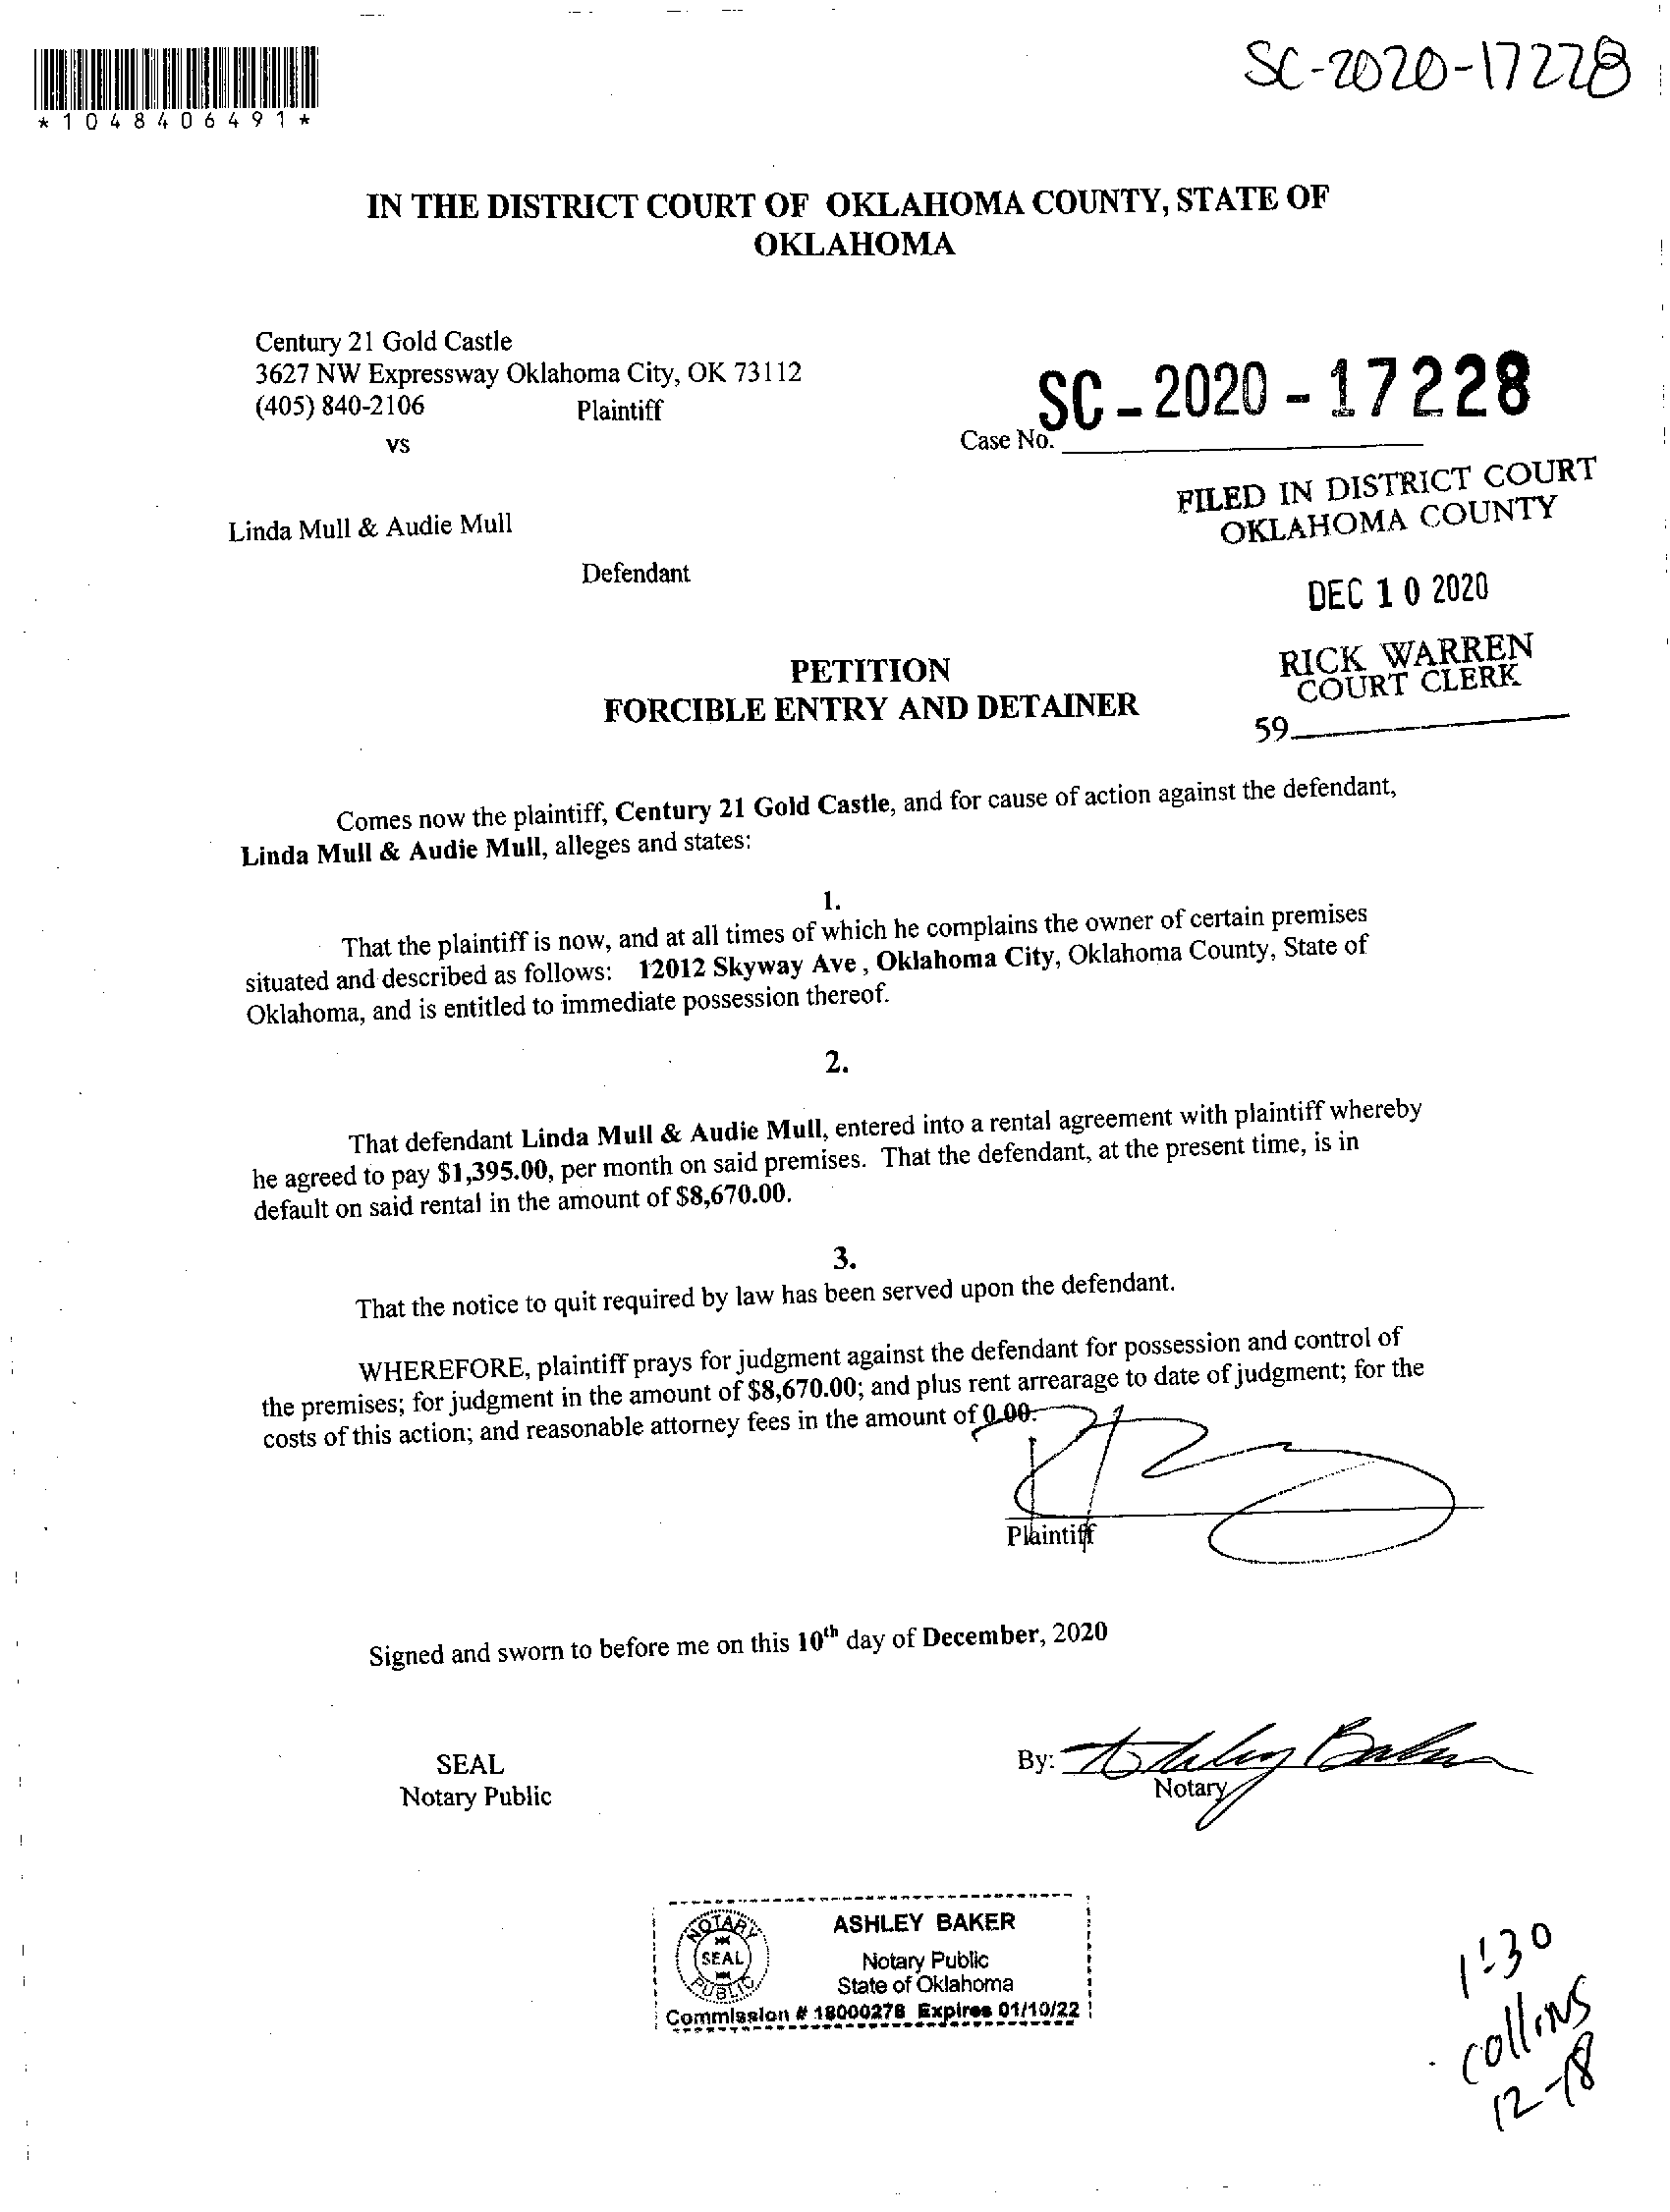 SC-2020-17228
*1048406491*
IN THE DISTRICT COURT OF OKLAHOMA COUNTY, STATE OF
OKLAHOMA
Century 21 Gold Castle
3627 NW Expressway Oklahoma City, OK 73112
(405) 840-2106 Plaintiff
vs
SC-2020-17228
Case No.
FILED IN DISTRICT COURT
OKLAHOMA COUNTY
Linda Mull & Audie Mull
Defendant
DEC 10 2020
RICK WARREN
COURT CLERK
59
PETITION
FORCIBLE ENTRY AND DETAINER
Comes now the plaintiff, Century 21 Gold Castle, and for cause of action against the defendant,
Linda Mull & Audie Mull, alleges and states:
1.
That the plaintiff is now, and at all times of which he complains the owner of certain premises
situated and described as follows: 12012 Skyway Ave , Oklahoma City, Oklahoma County, State of
Oklahoma, and is entitled to immediate possession thereof.
2.
That defendant Linda Mull & Audie Mull, entered into a rental agreement with plaintiff whereby
he agreed to pay $1,395.00, per month on said premises. That the defendant, at the present time, is in
default on said rental in the amount of $8,670.00.
3.
That the notice to quit required by law has been served upon the defendant.
WHEREFORE, plaintiff prays for judgment against the defendant for possession and control of
the premises; for judgment in the amount of $8,670.00; and plus rent arrearage to date of judgment; for the
costs of this action; and reasonable attorney fees in the amount of 0.00.
Plaintiff
Signed and sworn to before me on this 10th day of December, 2020
SEAL
Notary Public
By: Ashley Baker
Notary
NOTARY
SEAL
PUBLIC
ASHLEY BAKER
Notary Public
State of Oklahoma
Commission # 18000278 Expires 01/10/22
1:30
collins
12-18